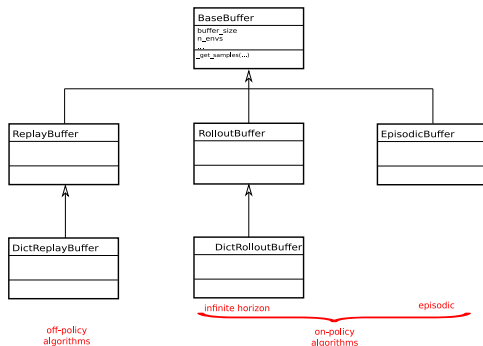 BaseBuffer
buffer_size
n_envs
...
_get_samples(...)
ReplayBuffer
RolloutBuffer
EpisodicBuffer
DictReplayBuffer
DictRolloutBuffer
infinite horizon
episodic
off-policy
algorithms
on-policy
algorithms